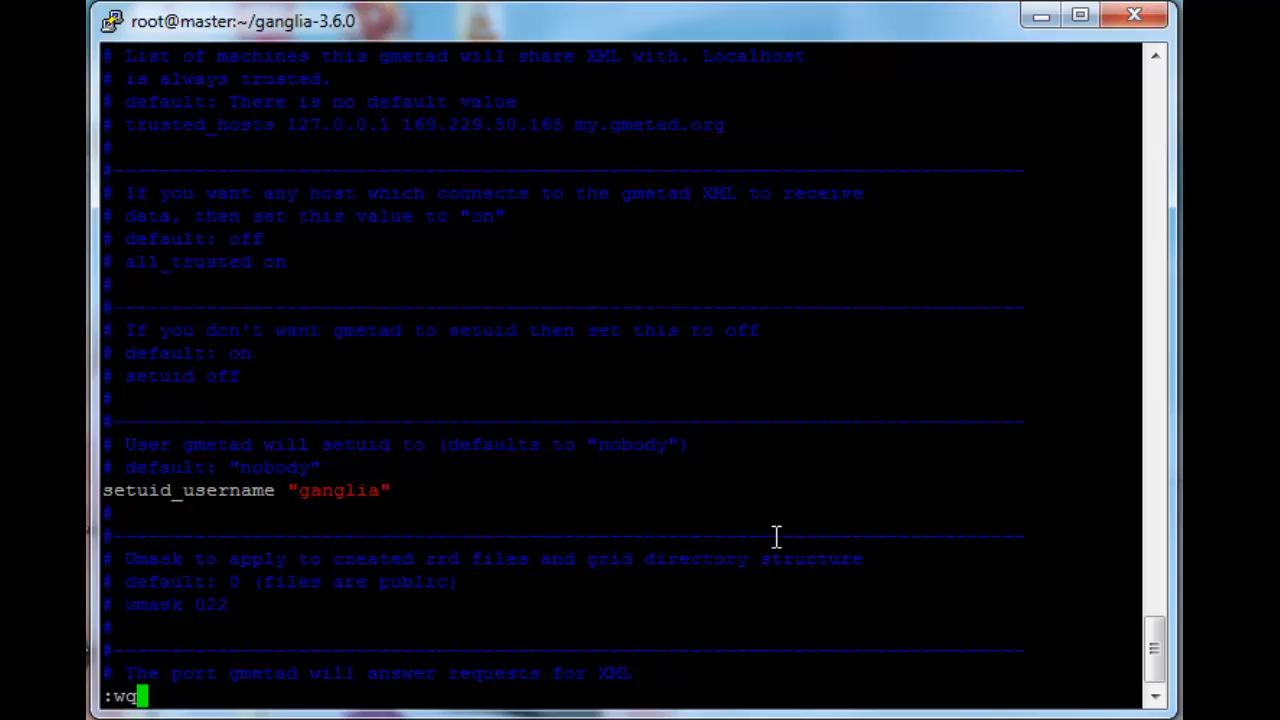 root@master:~/ganglia-3.6.0
# List of machines this gmetad will share XML with. Localhost
# is always trusted.
# default: There is no default value
# trusted_hosts 127.0.0.1 169.229.50.165 my.gmetad.org
#
#-------------------------------------------------------------------------------
# If you want any host which connects to the gmetad XML to receive
# data, then set this value to "on"
# default: off
# all_trusted on
#
#-------------------------------------------------------------------------------
# If you don't want gmetad to setuid then set this to off
# default: on
# setuid off
#
#-------------------------------------------------------------------------------
# User gmetad will setuid to (defaults to "nobody")
# default: "nobody"
setuid_username "ganglia"
#
#-------------------------------------------------------------------------------
# Umask to apply to created rrd files and grid directory structure
# default: 0 (files are public)
# umask 022
#
#-------------------------------------------------------------------------------
# The port gmetad will answer requests for XML
:wq